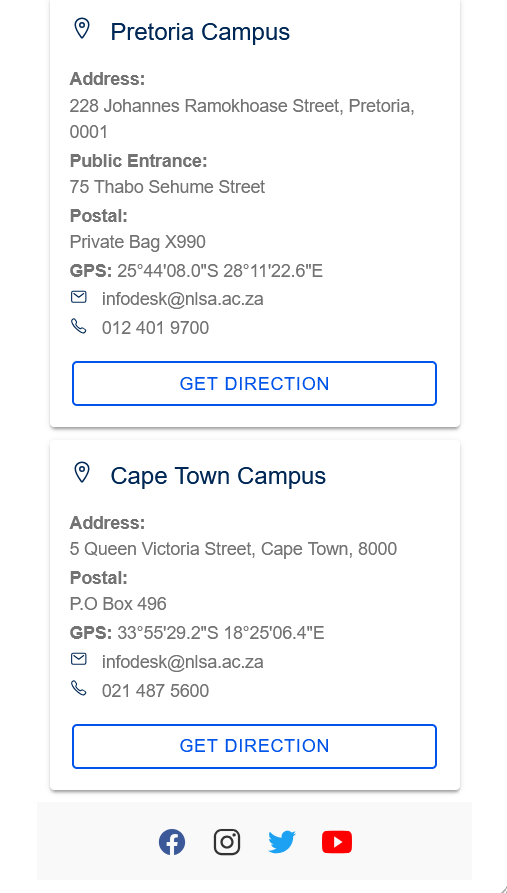 Pretoria Campus
Address:
228 Johannes Ramokhoase Street, Pretoria,
0001
Public Entrance:
75 Thabo Sehume Street
Postal:
Private Bag X990
GPS: 25°44'08.0"S 28°11'22.6"E
infodesk@nlsa.ac.za
012 401 9700
GET DIRECTION
Cape Town Campus
Address:
5 Queen Victoria Street, Cape Town, 8000
Postal:
P.O Box 496
GPS: 33°55'29.2"S 18°25'06.4"E
infodesk@nlsa.ac.za
021 487 5600
GET DIRECTION